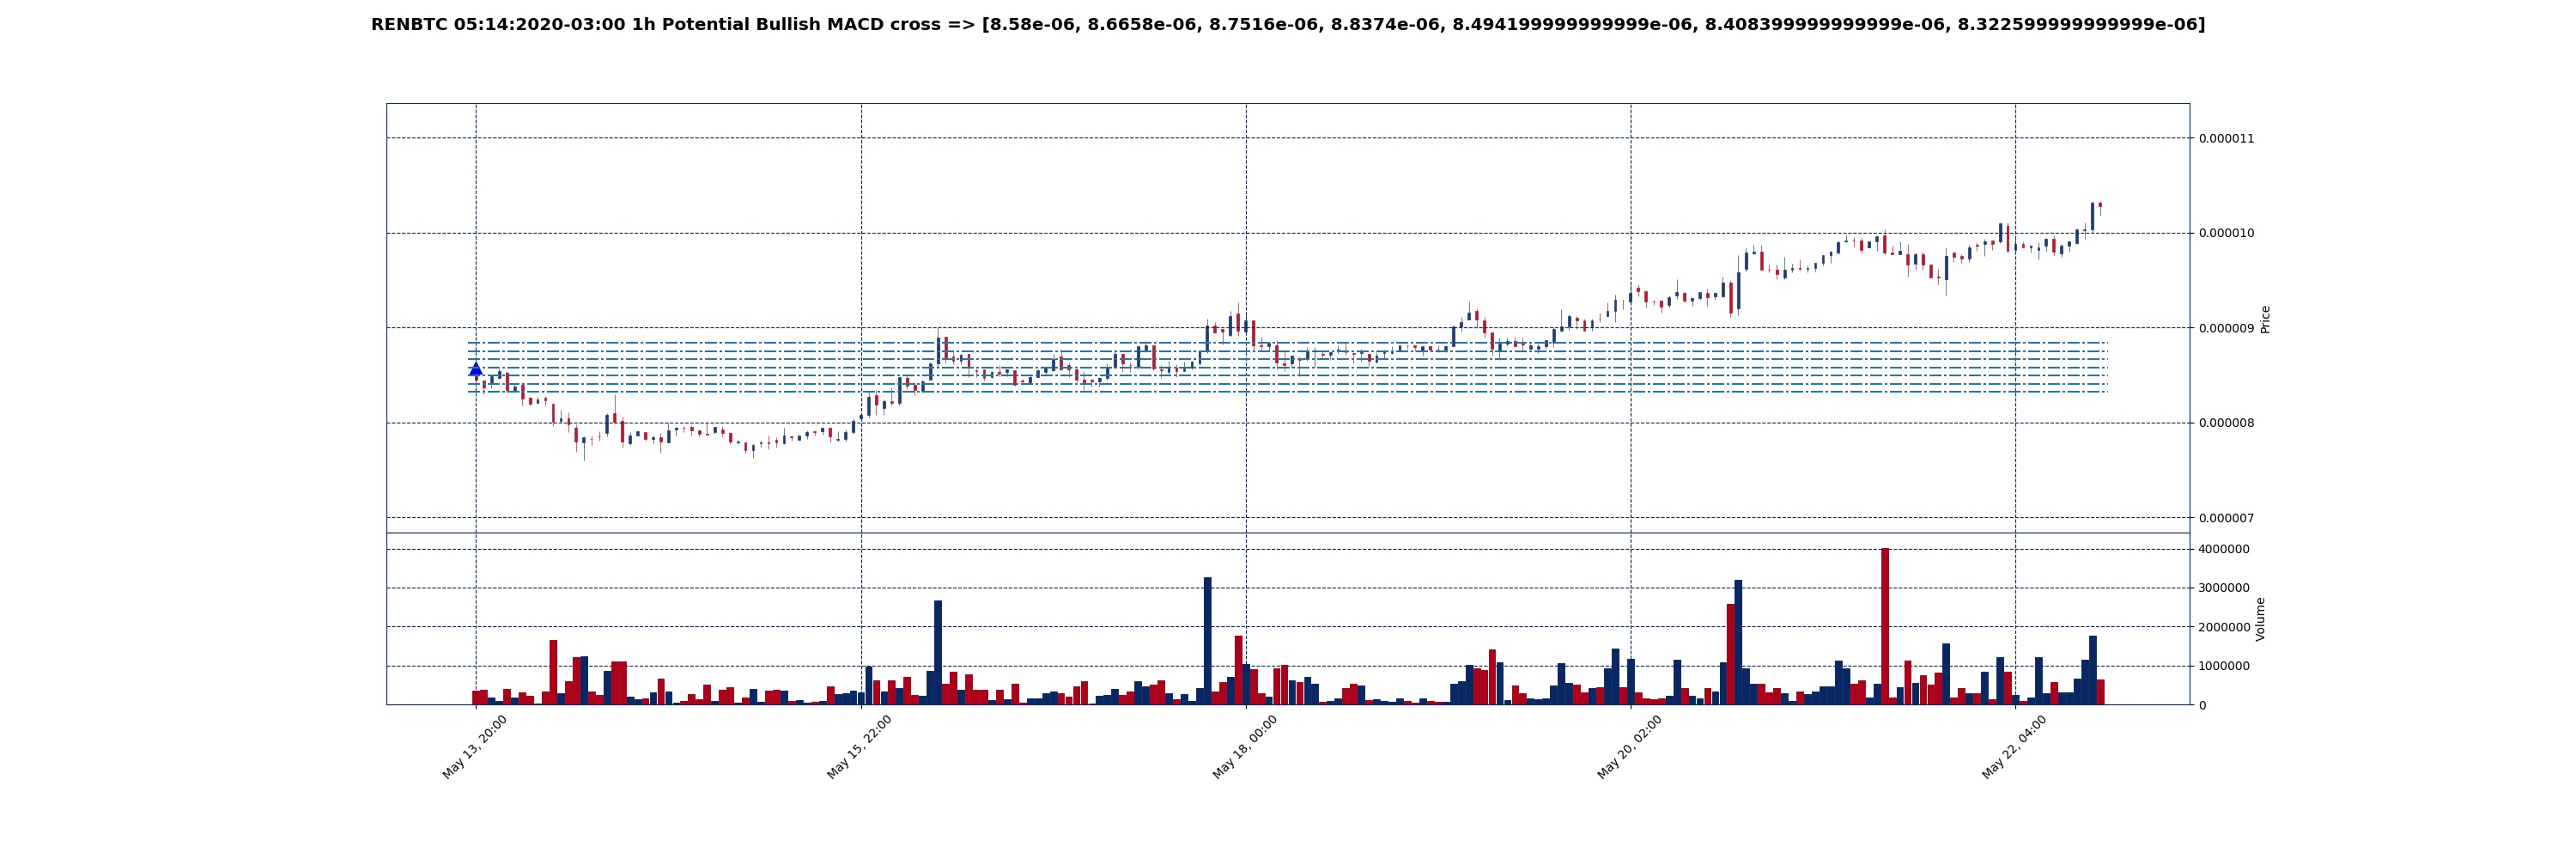 RENBTC 05:14:2020-03:00 1h Potential Bullish MACD cross => [8.58e-06, 8.6658e-06, 8.7516e-06, 8.8374e-06, 8.494199999999999e-06, 8.408399999999999e-06, 8.322599999999999e-06]
0.000011
0.000010
0.000009
0.000008
0.000007
Price
4000000
3000000
2000000
1000000
0
Volume
May 13, 20:00
May 15, 22:00
May 18, 00:00
May 20, 02:00
May 22, 04:00